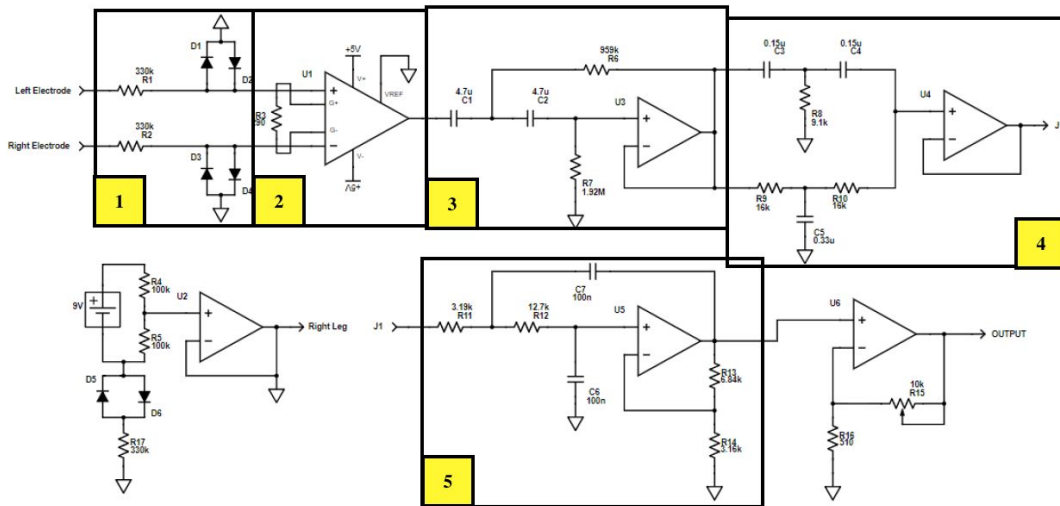 Left Electrode
330k
R1
D1
D2
Right Electrode
330k
R2
D3
D4
1
+5V
U1
V+
VREF
G+
R3
G-
V-
2
4.7u
C1
4.7u
C2
959k
R6
U3
R7
1.92M
3
0.15u
C3
0.15u
C4
R8
9.1k
U4
R9
16k
R10
16k
C5
0.33u
4
9V
R4
100k
U2
R5
100k
Right Leg
D5
D6
R17
330k
J1
3.19k
R11
12.7k
R12
C7
100n
C6
100n
U5
R13
6.84k
R14
3.16k
5
U6
OUTPUT
10k
R15
R16
510